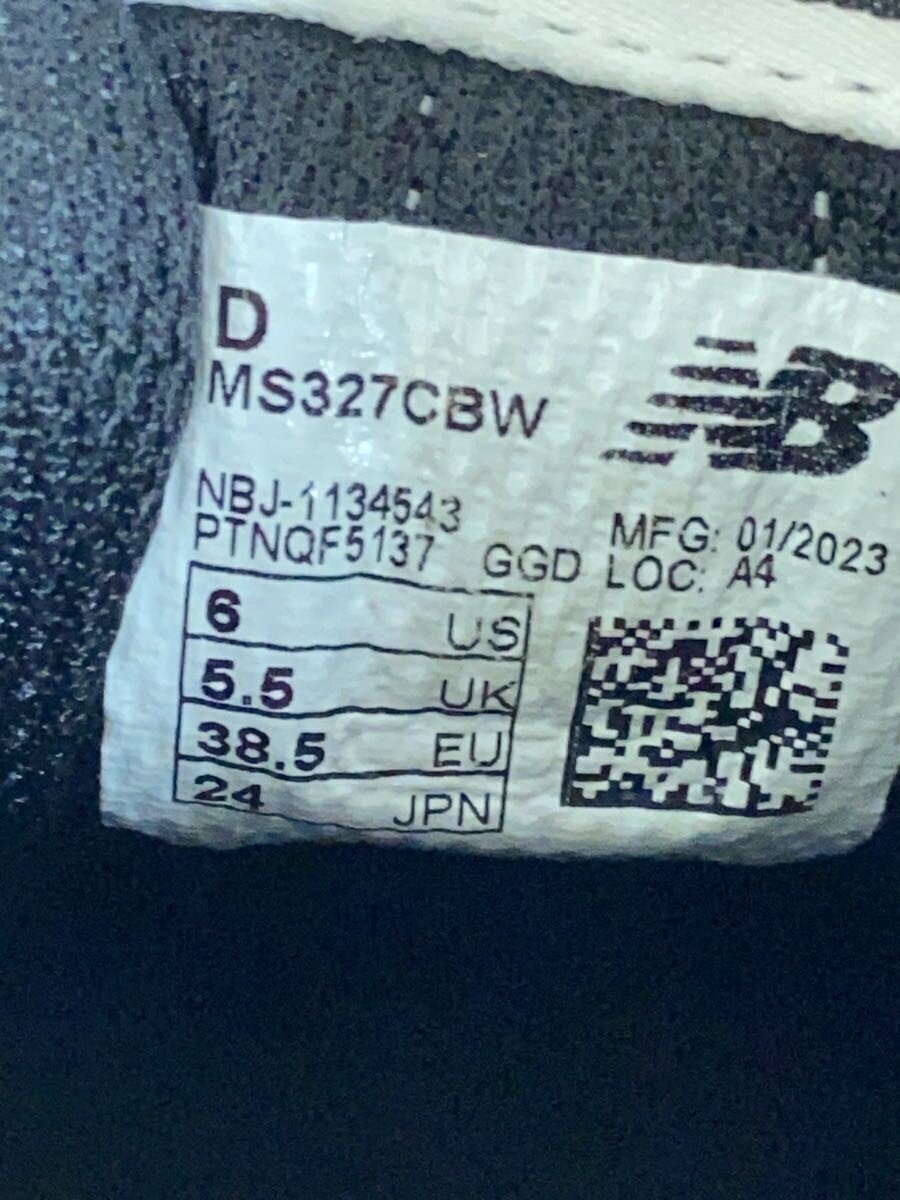 D
MS327CBW
NB
NBJ-1134543
PTNQF5137
GGD
MFG: 01/2023
LOC: A4
6 US
5.5 UK
38.5 EU
24 JPN